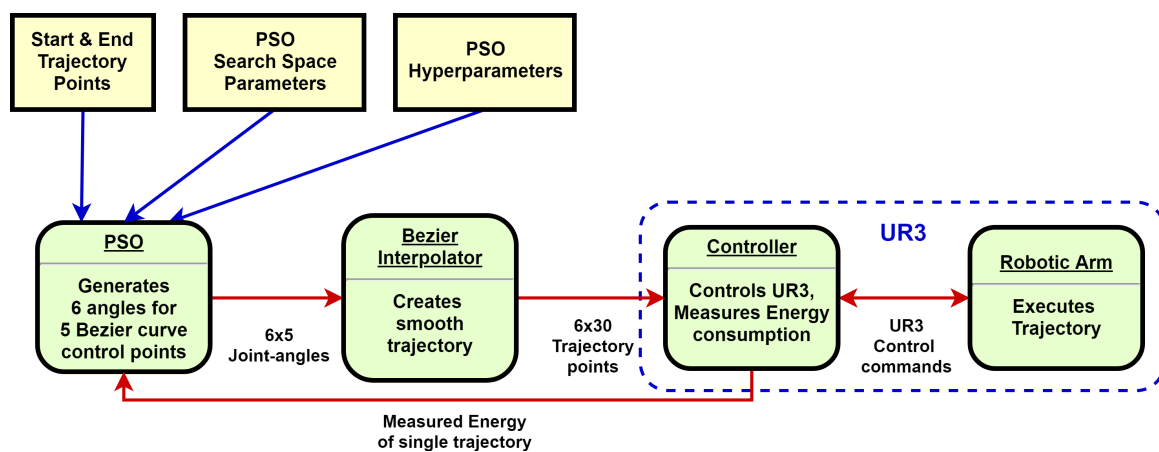 Start & End
Trajectory
Points
PSO
Search Space
Parameters
PSO
Hyperparameters
PSO
Generates
6 angles for
5 Bezier curve
control points
6x5
Joint-angles
Bezier
Interpolator
Creates
smooth
trajectory
6x30
Trajectory
points
UR3
Controller
Controls UR3,
Measures Energy
consumption
UR3
Control
commands
Robotic Arm
Executes
Trajectory
Measured Energy
of single trajectory